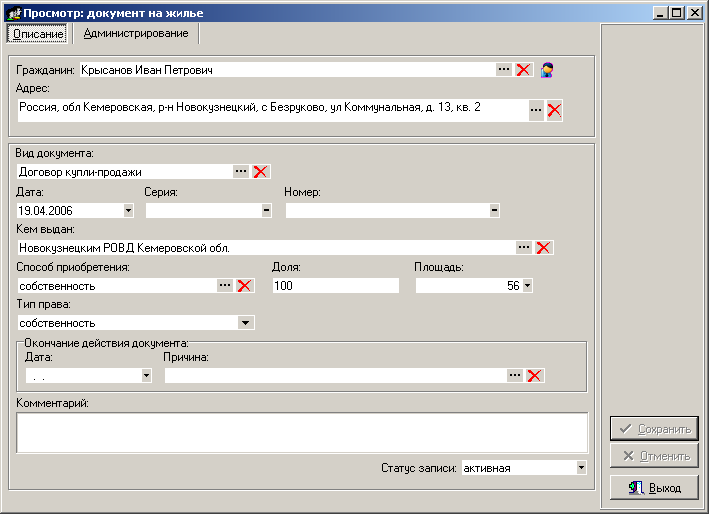 Просмотр: документ на жилье
Описание Администрирование
Гражданин: Крысанов Иван Петрович
Адрес:
Россия, обл Кемеровская, р-н Новокузнецкий, с Безруково, ул Коммунальная, д. 13, кв. 2
Вид документа:
Договор купли-продажи
Дата: Серия: Номер:
19.04.2006
Кем выдан:
Новокузнецким РОВД Кемеровской обл.
Способ приобретения: Доля: Площадь:
собственность 100 56
Тип права:
собственность
Окончание действия документа:
Дата: Причина:
. .
Комментарий:
Статус записи: активная
Сохранить
Отменить
Выход